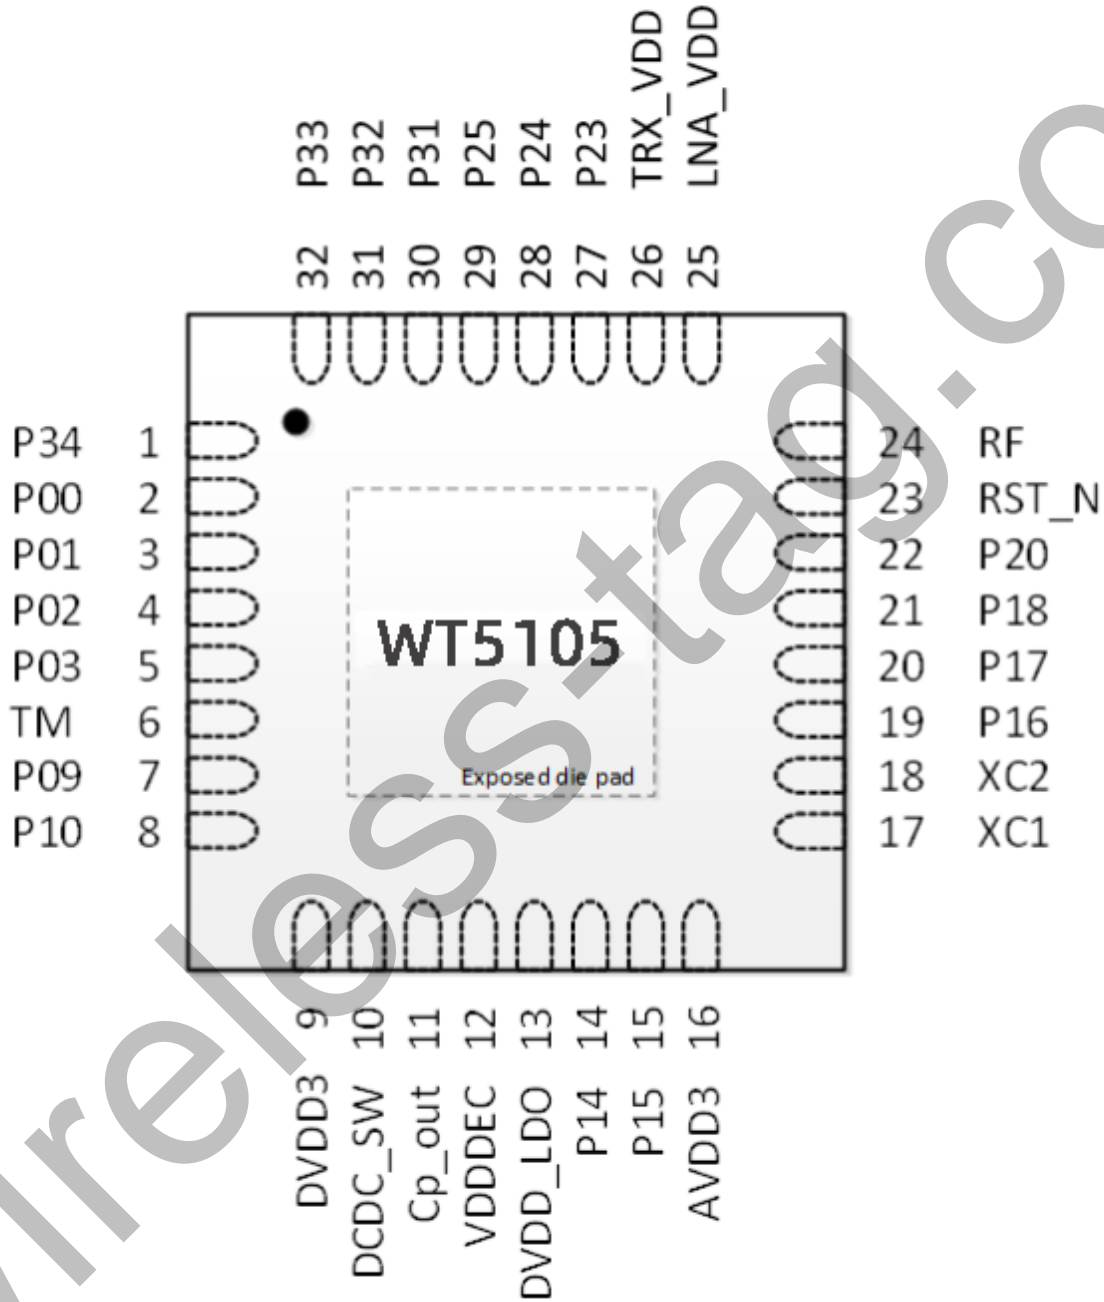 P33 P32 P31 P25 P24 P23 TRX_VDD LNA_VDD
32 31 30 29 28 27 26 25
P34 1
P00 2
P01 3
P02 4
P03 5
TM 6
P09 7
P10 8
24 RF
23 RST_N
22 P20
21 P18
20 P17
19 P16
18 XC2
17 XC1
WT5105
Exposed die pad
9 10 11 12 13 14 15 16
DVDD3 DCDC_SW Cp_out VDDDEC DVDD_LDO P14 P15 AVDD3
wireless-tag.co